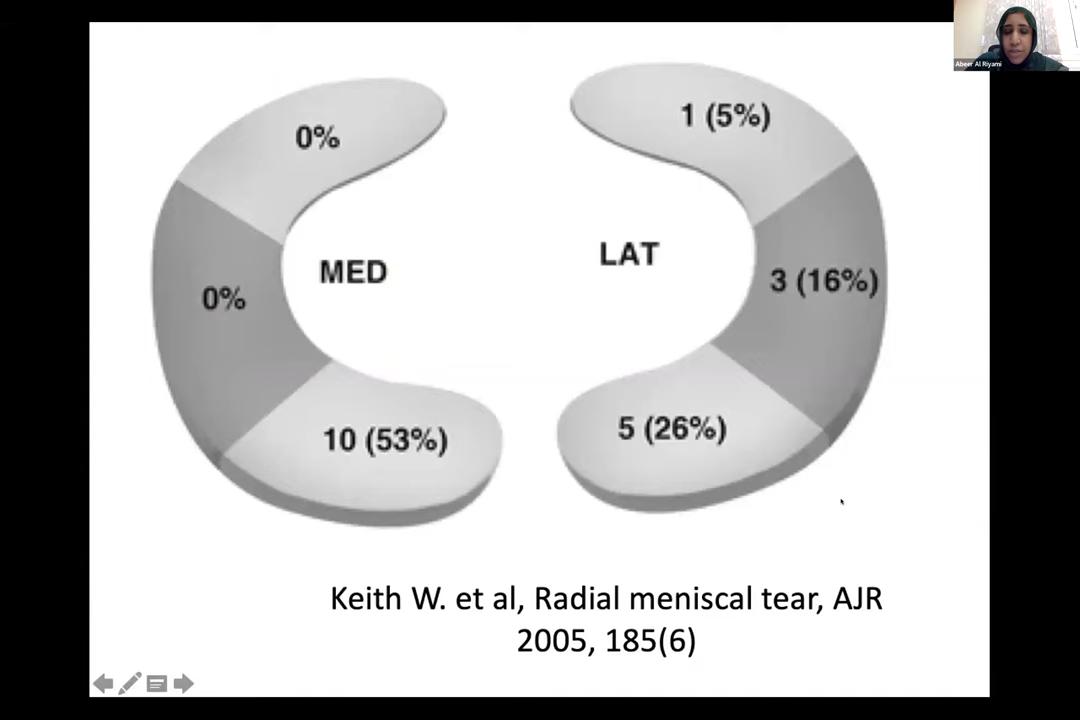 Abeer Al Riyami
0%
1 (5%)
MED
LAT
0%
3 (16%)
10 (53%)
5 (26%)
Keith W. et al, Radial meniscal tear, AJR
2005, 185(6)